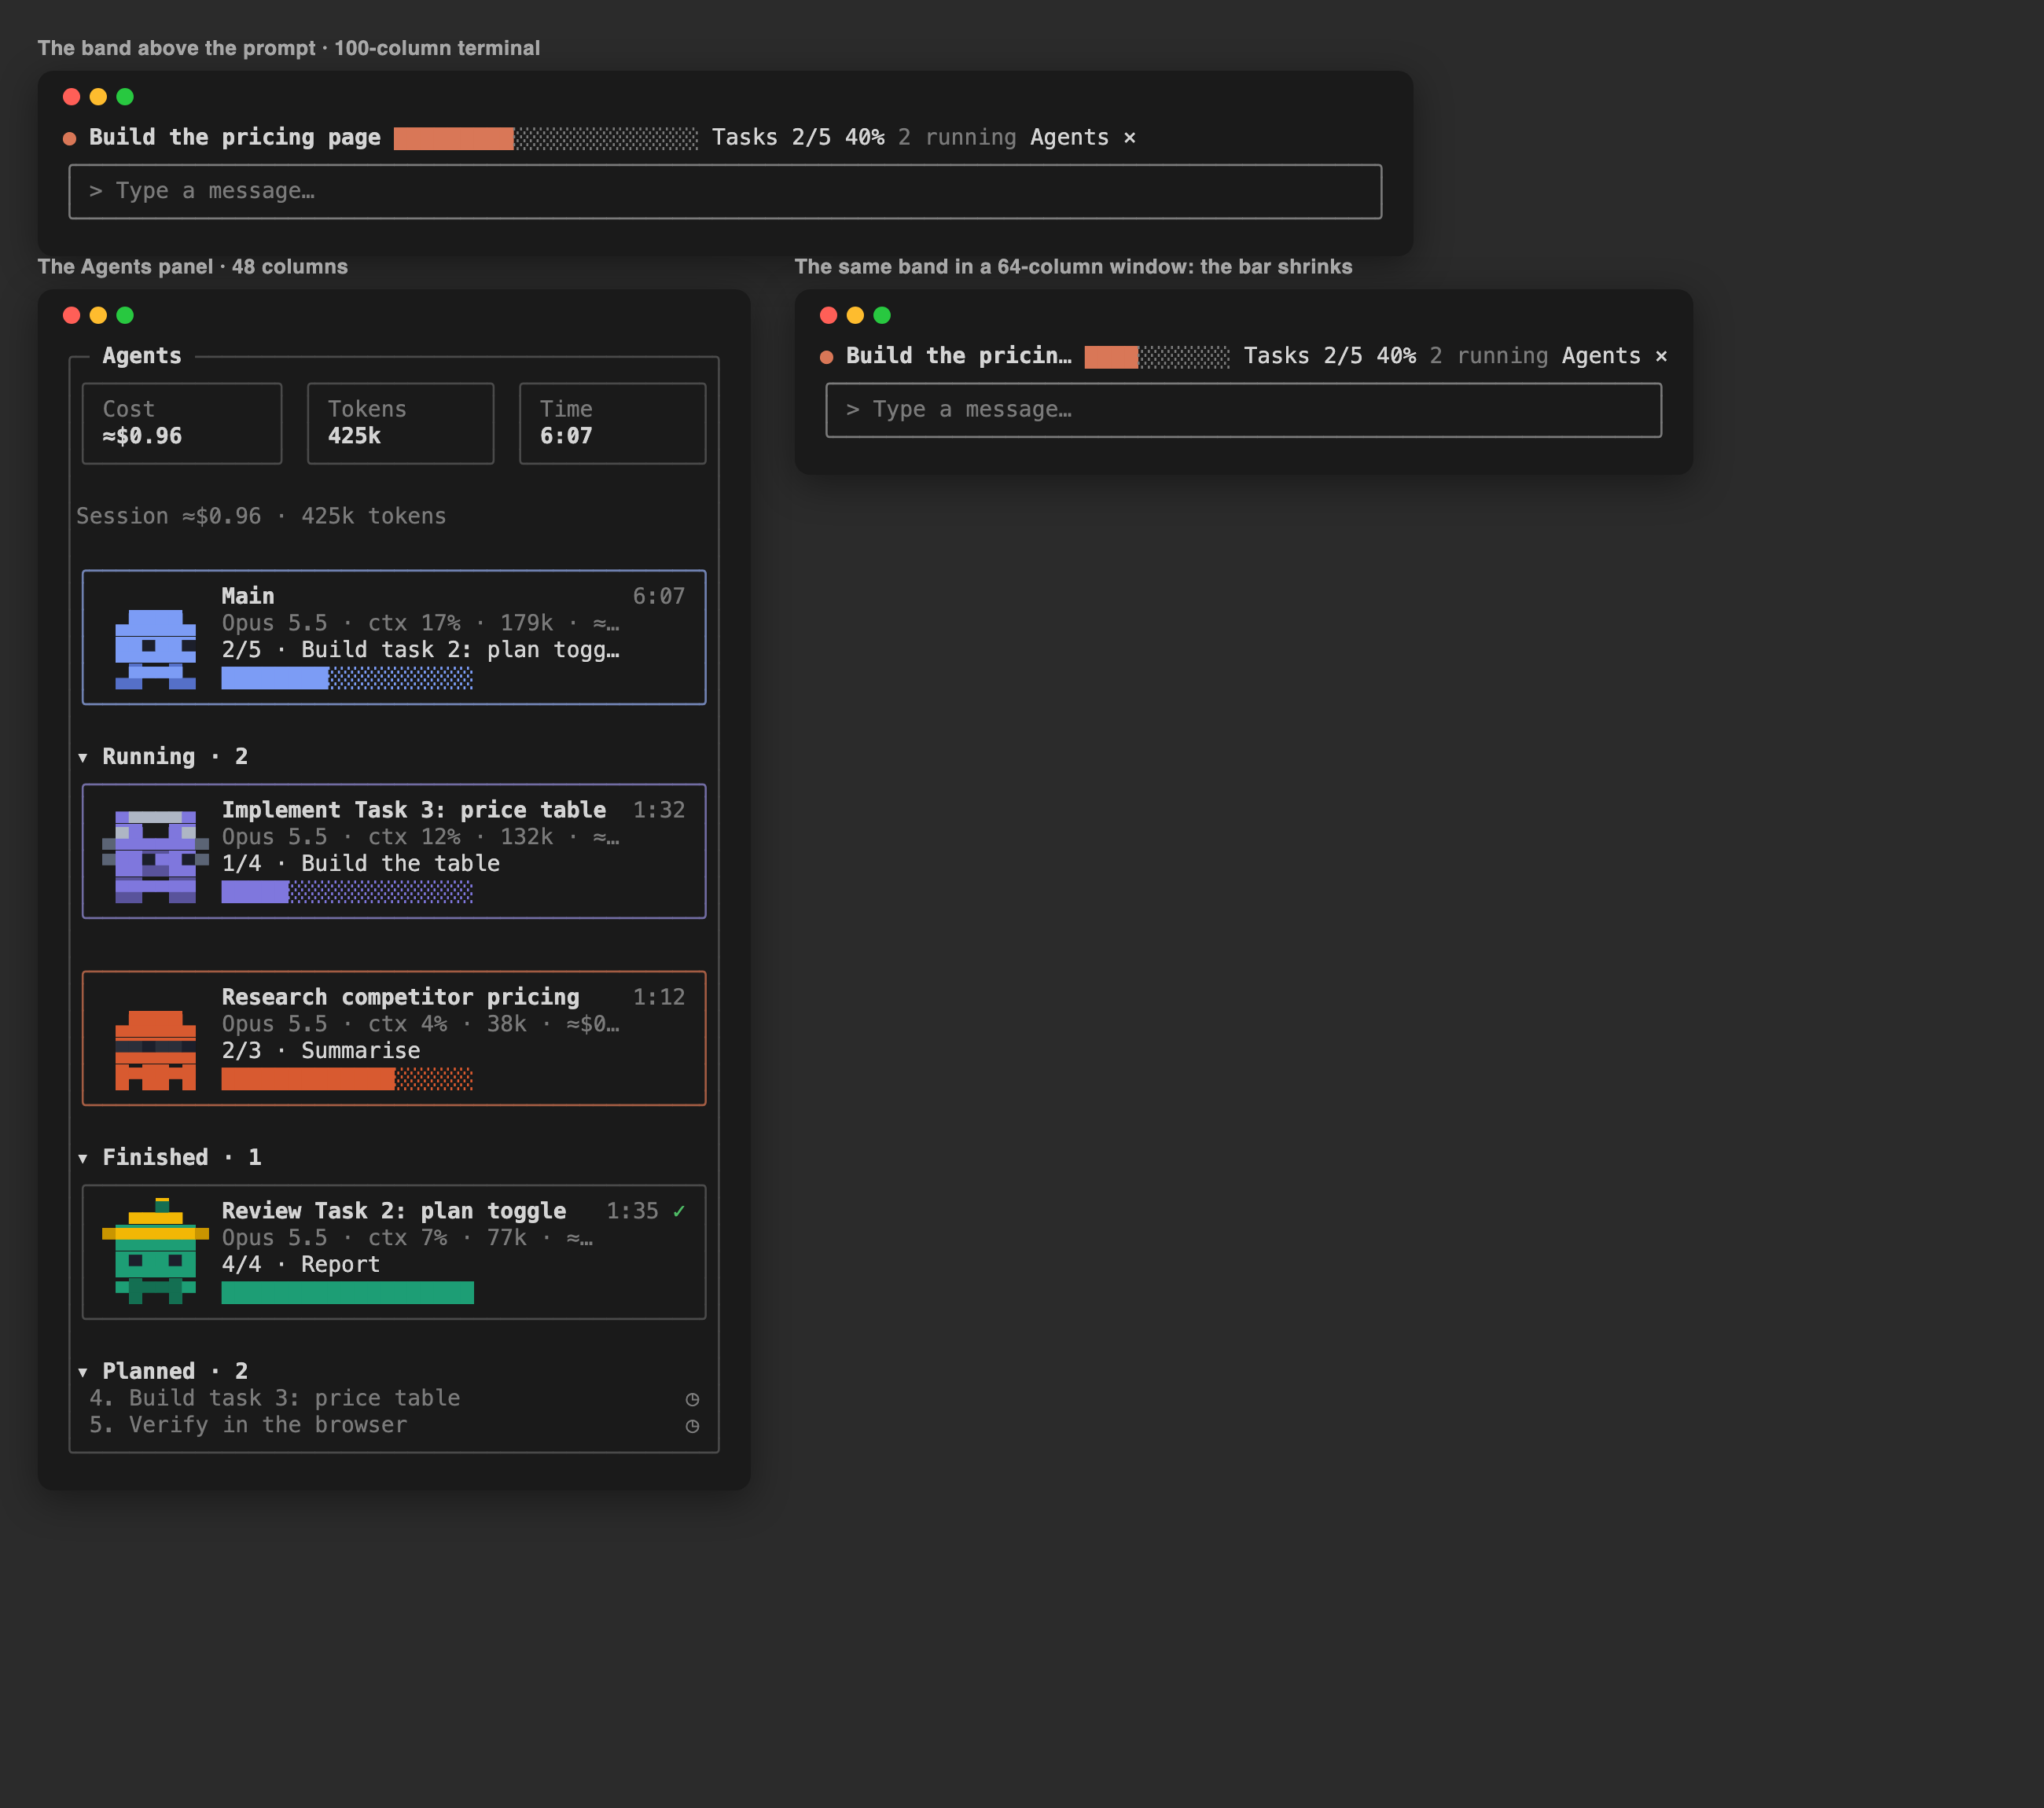 The band above the prompt · 100-column terminal
● Build the pricing page Tasks 2/5 40% 2 running Agents ×
> Type a message…
The Agents panel · 48 columns
Agents
Cost Tokens Time
≈$0.96 425k 6:07
Session ≈$0.96 · 425k tokens
Main 6:07
Opus 5.5 · ctx 17% · 179k · ≈…
2/5 · Build task 2: plan togg…
▼ Running · 2
Implement Task 3: price table 1:32
Opus 5.5 · ctx 12% · 132k · ≈…
1/4 · Build the table
Research competitor pricing 1:12
Opus 5.5 · ctx 4% · 38k · ≈$0…
2/3 · Summarise
▼ Finished · 1
Review Task 2: plan toggle 1:35 ✓
Opus 5.5 · ctx 7% · 77k · ≈…
4/4 · Report
▼ Planned · 2
4. Build task 3: price table ◷
5. Verify in the browser ◷
The same band in a 64-column window: the bar shrinks
● Build the pricin… Tasks 2/5 40% 2 running Agents ×
> Type a message…